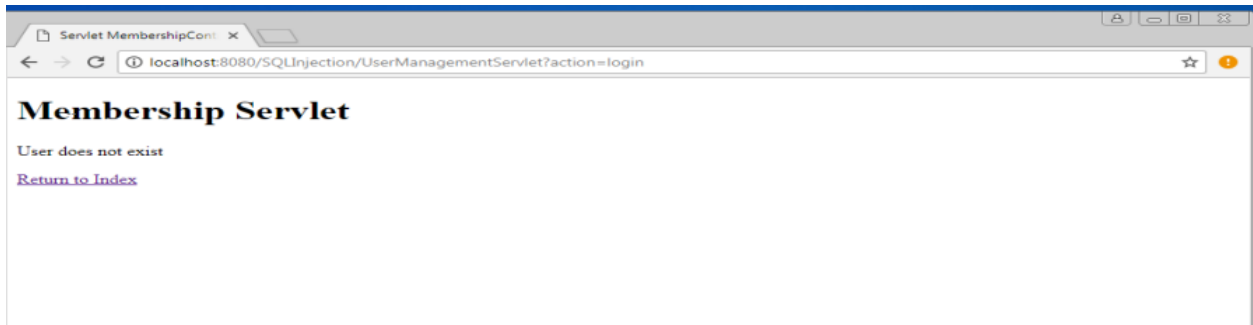 Servlet MembershipCont
localhost:8080/SQLInjection/UserManagementServlet?action=login
Membership Servlet
User does not exist
Return to Index